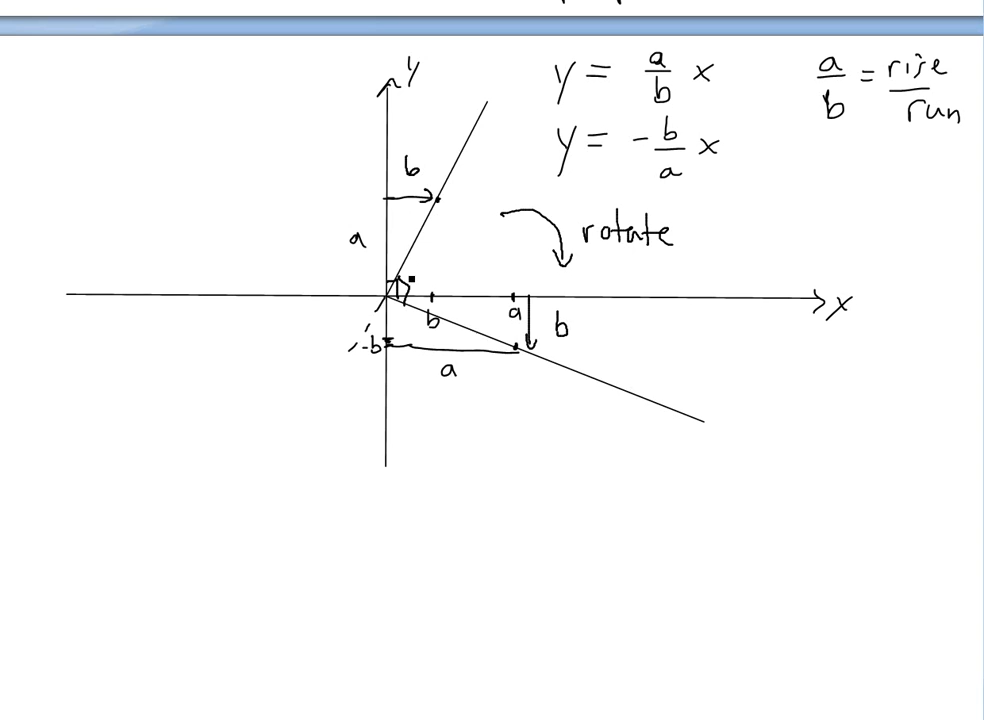 y
y = a/b x
a/b = rise/run
y = - b/a x
b
rotate
a
x
b
a
b
-b
a